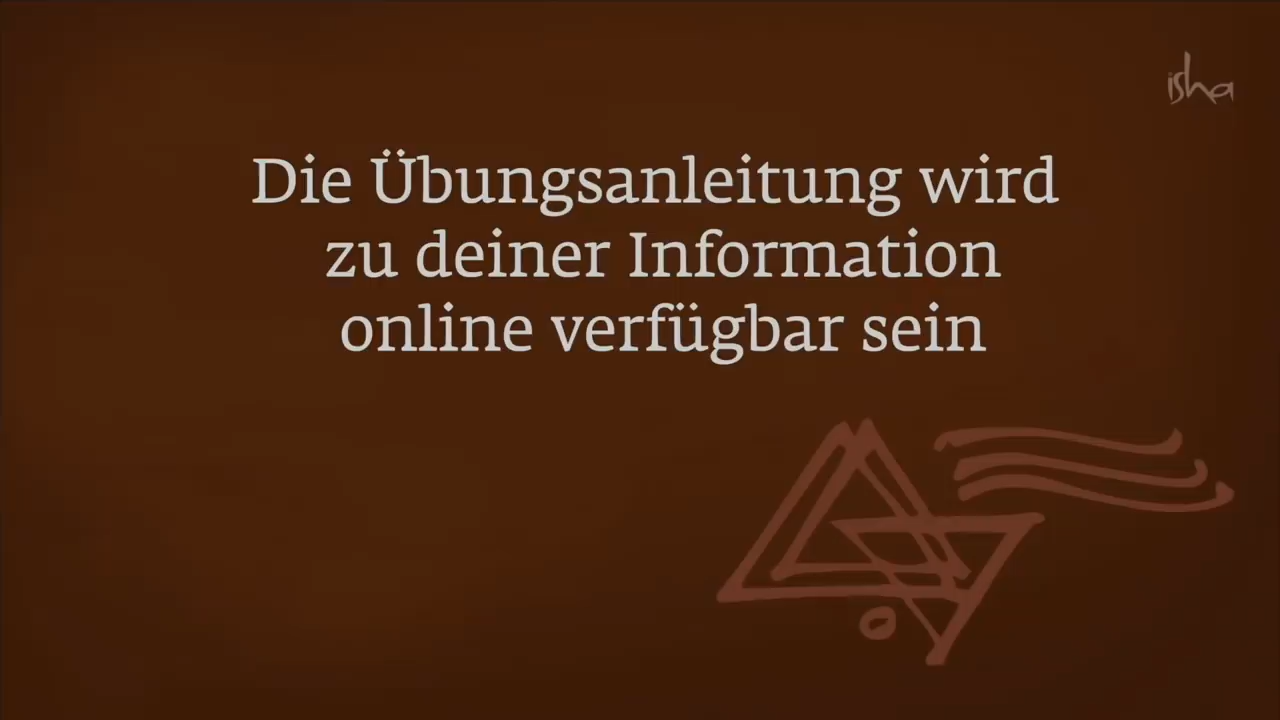 isha
Die Übungsanleitung wird
zu deiner Information
online verfügbar sein